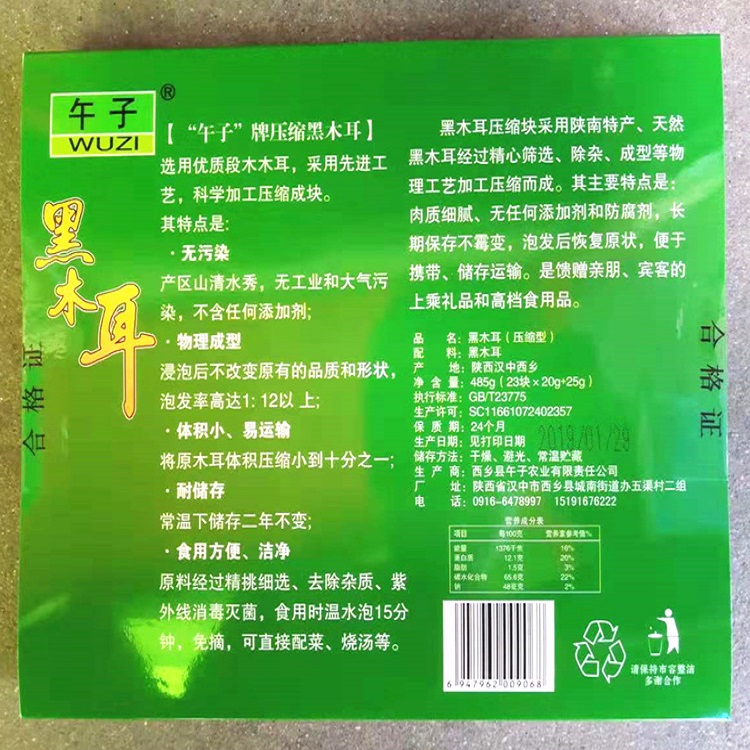 午子®
WUZI
黑木耳
【“午子”牌压缩黑木耳】
选用优质段木木耳，采用先进工
艺，科学加工压缩成块。
其特点是：
·无污染
产区山清水秀，无工业和大气污
染，不含任何添加剂；
·物理成型
浸泡后不改变原有的品质和形状，
泡发率高达1：12以 上；
·体积小、易运输
将原木耳体积压缩小到十分之一；
·耐储存
常温下储存二年不变；
·食用方便、洁净
原料经过精挑细选、去除杂质、紫
外线消毒灭菌，食用时温水泡15分
钟，免摘，可直接配菜、烧汤等。
黑木耳压缩块采用陕南特产、天然
黑木耳经过精心筛选、除杂、成型等物
理工艺加工压缩而成。其主要特点是：
肉质细腻、无任何添加剂和防腐剂，长
期保存不霉变，泡发后恢复原状，便于
携带、储存运输。是馈赠亲朋、宾客的
上乘礼品和高档食用品。
品 名：黑木耳（压缩型）
配 料：黑木耳
产 地：陕西汉中西乡
净 含 量：485g（23块×20g+25g）
执行标准：GB/T23775
生产许可：SC11661072402357
保 质 期：24个月
生产日期：见打印日期 2019/01/29
储存方法：干燥、避光、常温贮藏
生 产 商：西乡县午子农业有限责任公司
厂 址：陕西省汉中市西乡县城南街道办五渠村二组
电 话：0916-6478997 15191676222
营养成分表
项目 每100克 营养素参考值%
能量 1376千焦 16%
蛋白质 12.1克 20%
脂肪 1.5克 3%
碳水化合物 65.6克 22%
钠 48毫克 2%
6 947962 009068
请保持市容整洁
多谢合作
合格证
合格证